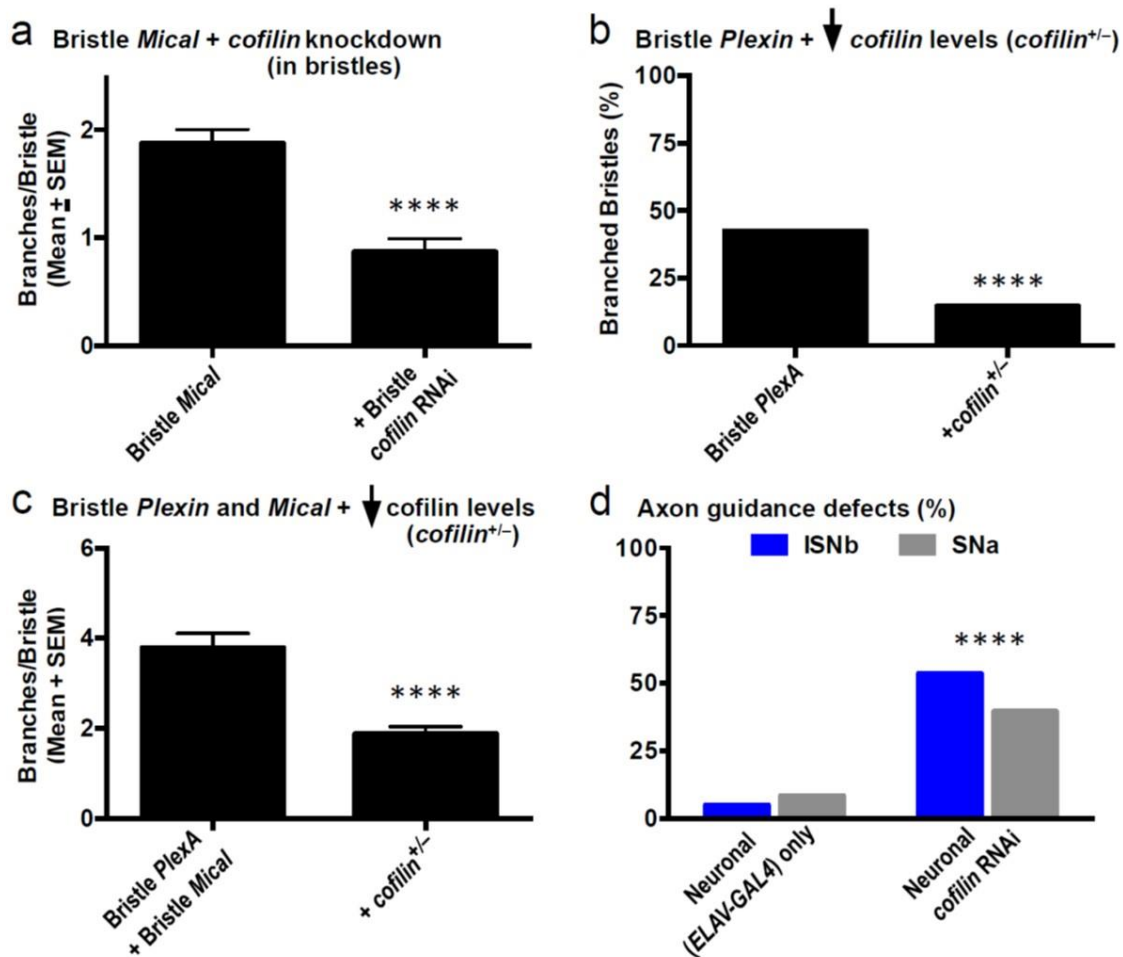 a Bristle Mical + cofilin knockdown
(in bristles)
Branches/Bristle
(Mean ± SEM)
2
1
0
****
Bristle Mical
+ Bristle
cofilin RNAi
b Bristle Plexin + ↓ cofilin levels (cofilin+/–)
Branched Bristles (%)
100
75
50
25
0
****
Bristle PlexA
+cofilin+/–
c Bristle Plexin and Mical + ↓ cofilin levels
(cofilin+/–)
Branches/Bristle
(Mean + SEM)
6
4
2
0
****
Bristle PlexA
+ Bristle Mical
+ cofilin+/–
d Axon guidance defects (%)
ISNb SNa
100
75
50
25
0
****
Neuronal
(ELAV-GAL4) only
Neuronal
cofilin RNAi